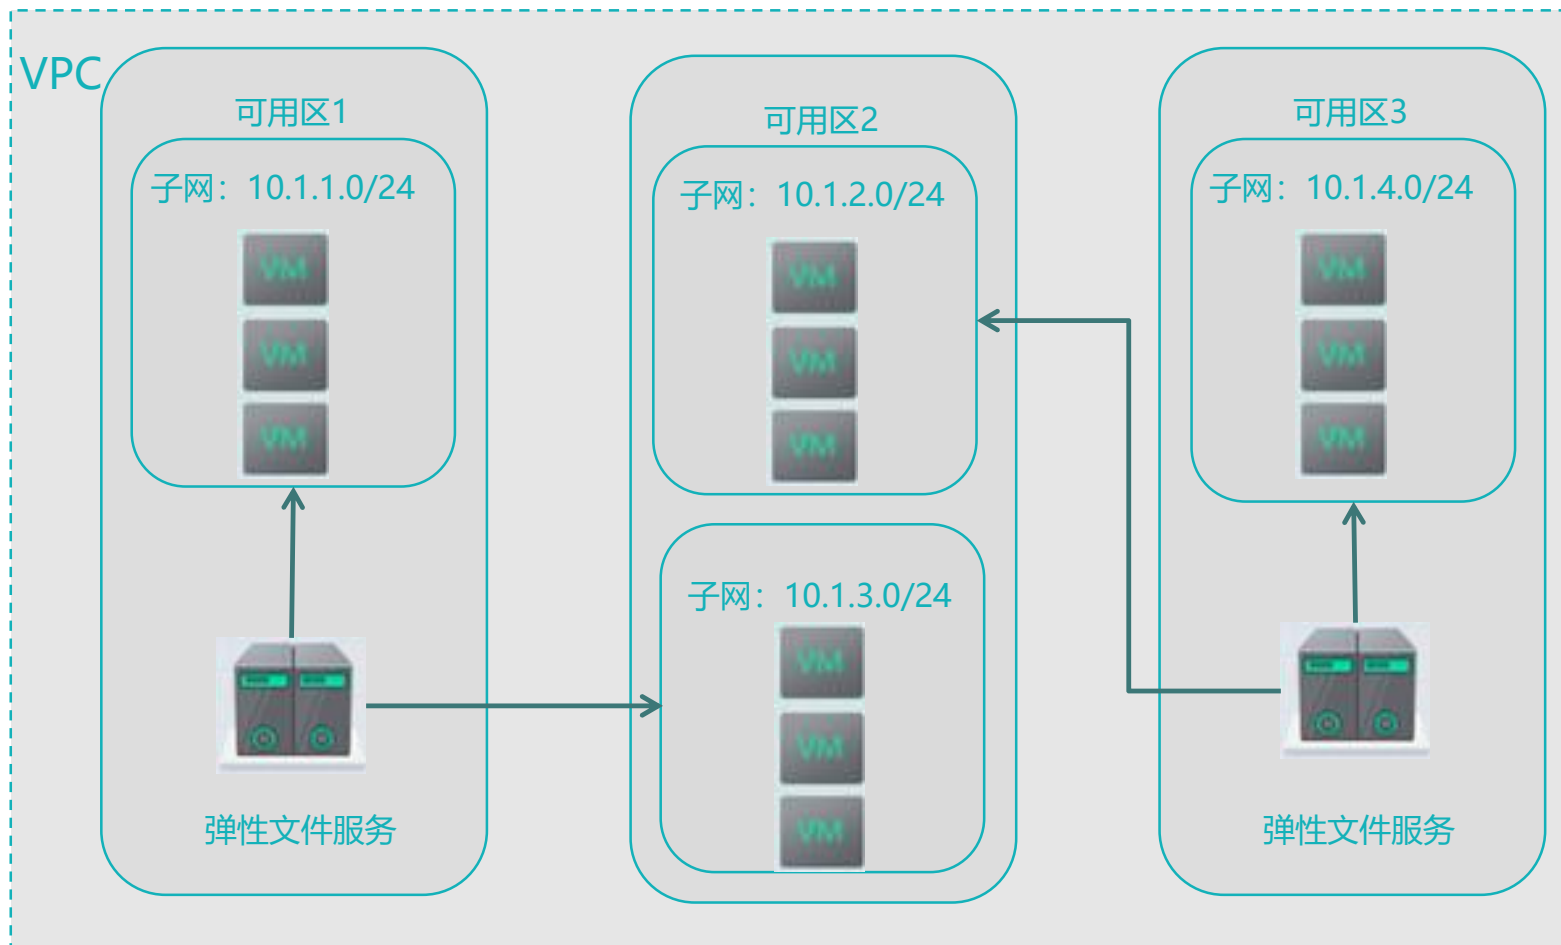 VPC
可用区1
子网：10.1.1.0/24
VM
VM
VM
弹性文件服务
可用区2
子网：10.1.2.0/24
VM
VM
VM
子网：10.1.3.0/24
VM
VM
VM
可用区3
子网：10.1.4.0/24
VM
VM
VM
弹性文件服务